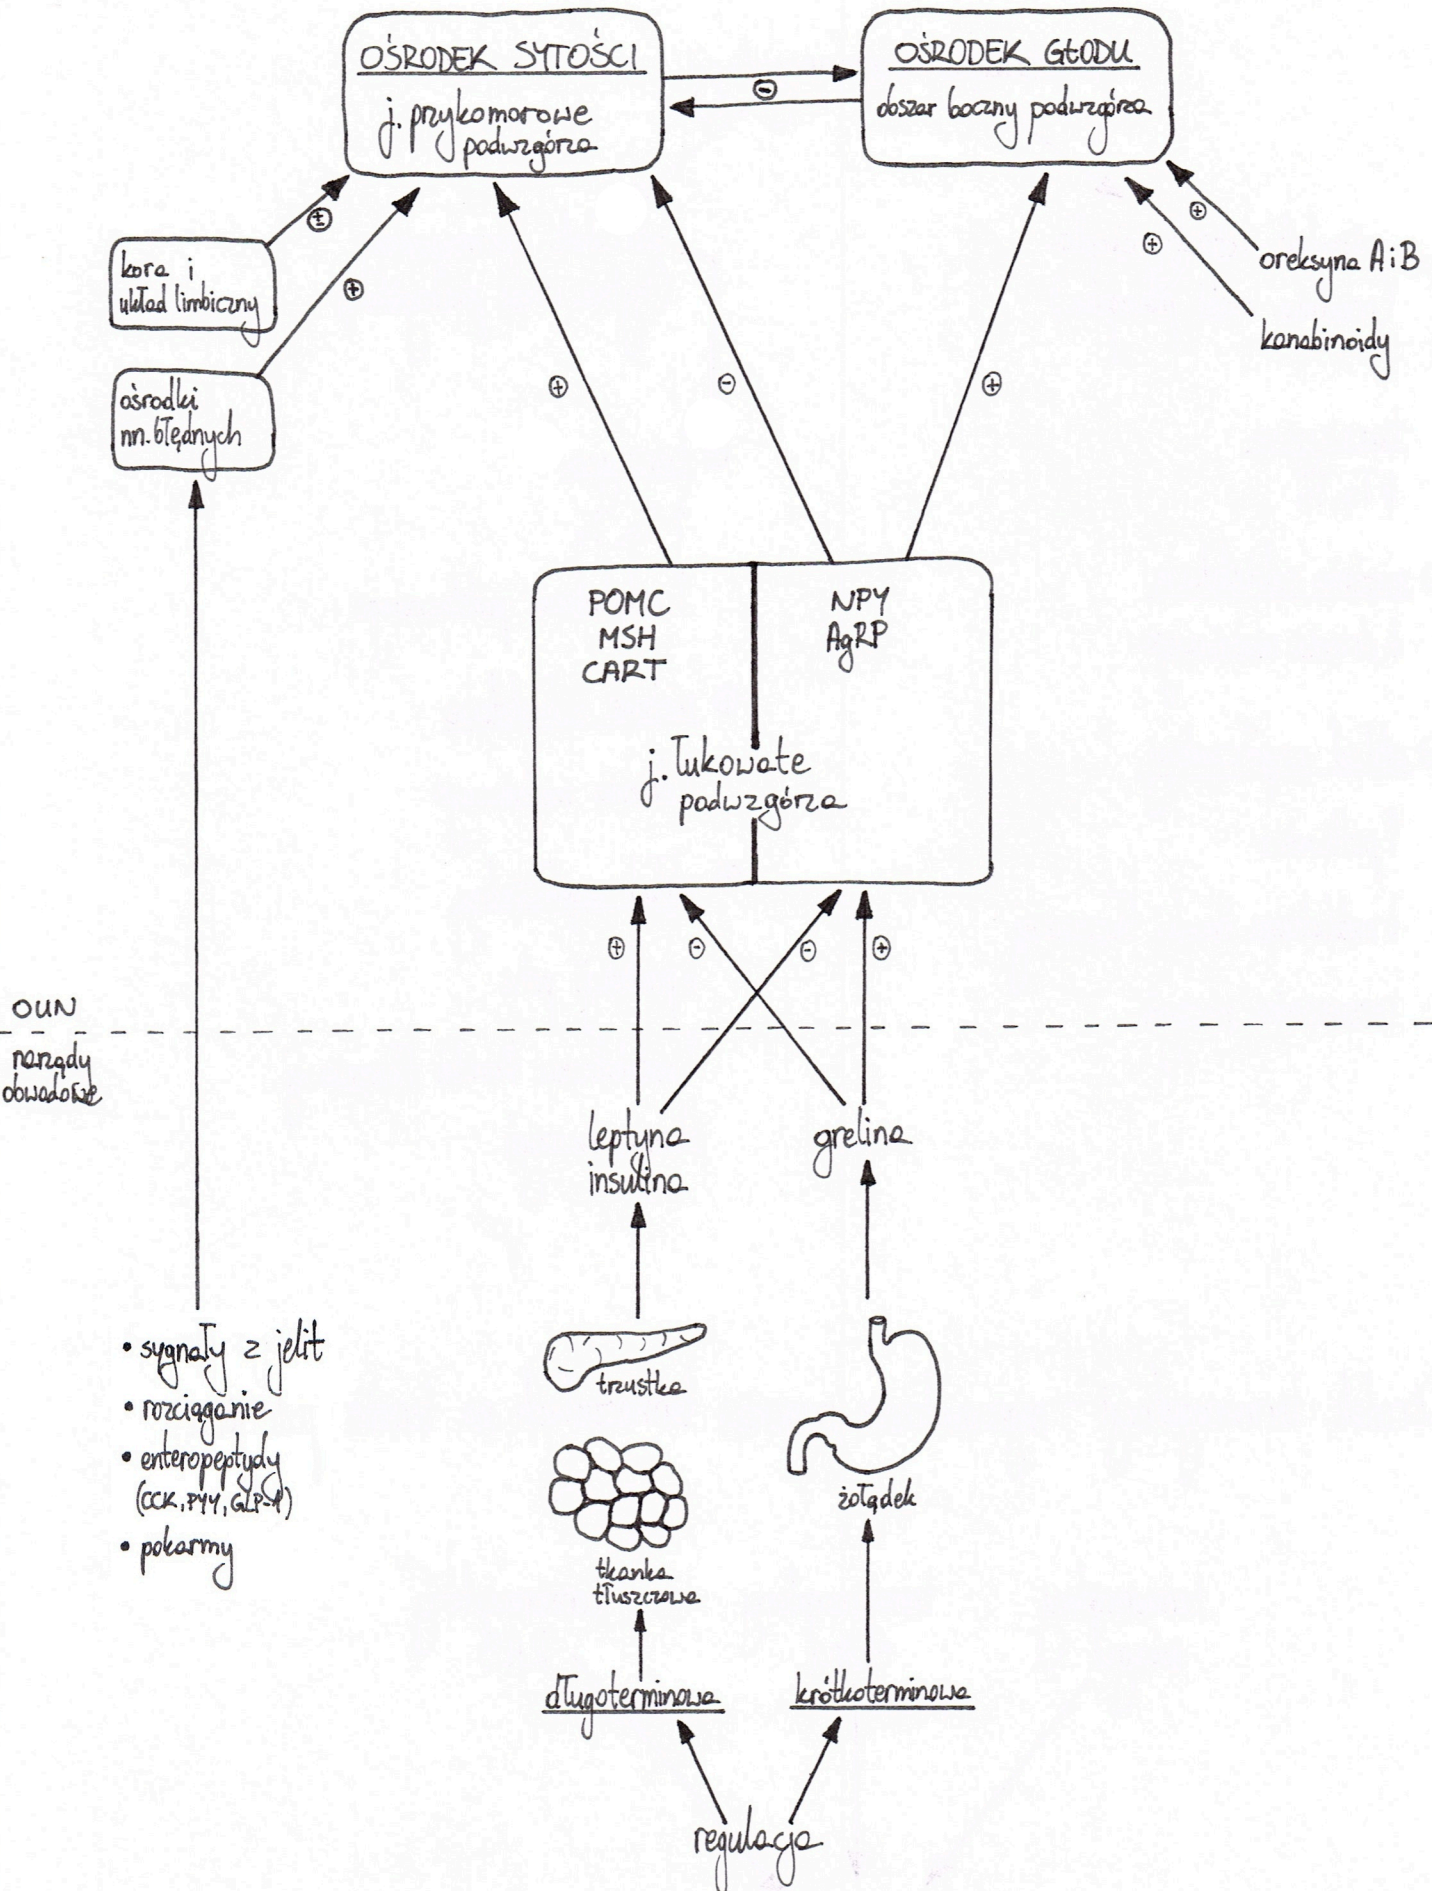 OŚRODEK SYTOŚCI
j. przykomorowe
podwzgórza
OŚRODEK GŁODU
obszar boczny podwzgórza
⊖
kora i
układ limbiczny
±
ośrodki
nn. błędnych
⊕
⊕
⊖
⊕
⊕
⊕
oreksyna A i B
kanabinoidy
POMC
MSH
CART
NPY
AgRP
j. łukowate
podwzgórza
⊕
⊖
⊖
⊕
OUN
narządy
obwodowe
leptyna
insulina
grelina
• sygnały z jelit
• rozciąganie
• enteropeptydy
(CCK, PYY, GLP-1)
• pokarmy
trzustka
tkanka
tłuszczowa
żołądek
długoterminowa
krótkoterminowa
regulacja